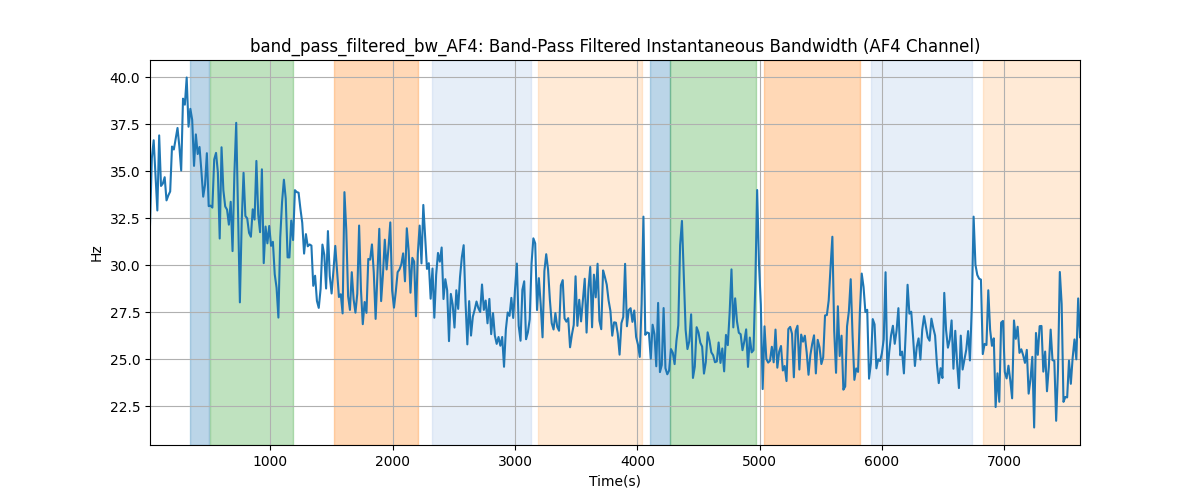 band_pass_filtered_bw_AF4: Band-Pass Filtered Instantaneous Bandwidth (AF4 Channel)
40.0
37.5
35.0
32.5
30.0
27.5
25.0
22.5
Hz
1000 2000 3000 4000 5000 6000 7000
Time(s)